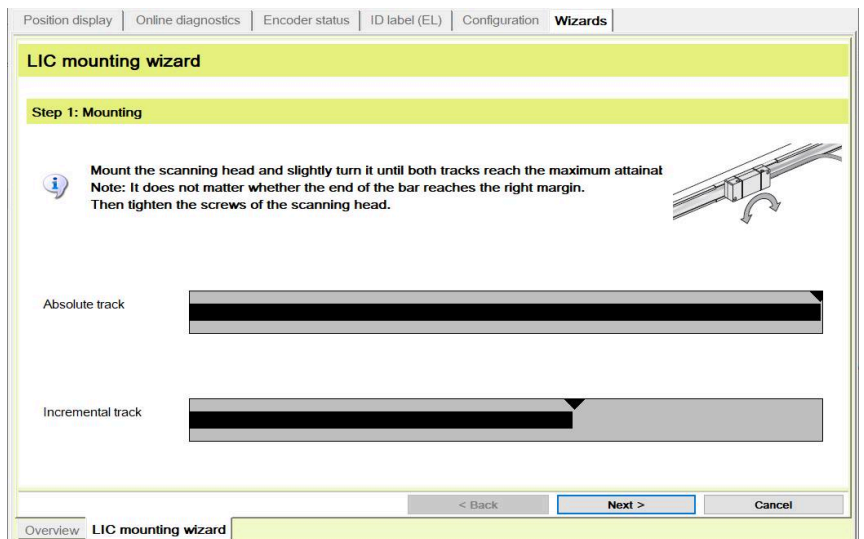 Position display Online diagnostics Encoder status ID label (EL) Configuration Wizards
LIC mounting wizard
Step 1: Mounting
Mount the scanning head and slightly turn it until both tracks reach the maximum attainab
Note: It does not matter whether the end of the bar reaches the right margin.
Then tighten the screws of the scanning head.
Absolute track
Incremental track
< Back Next > Cancel
Overview LIC mounting wizard